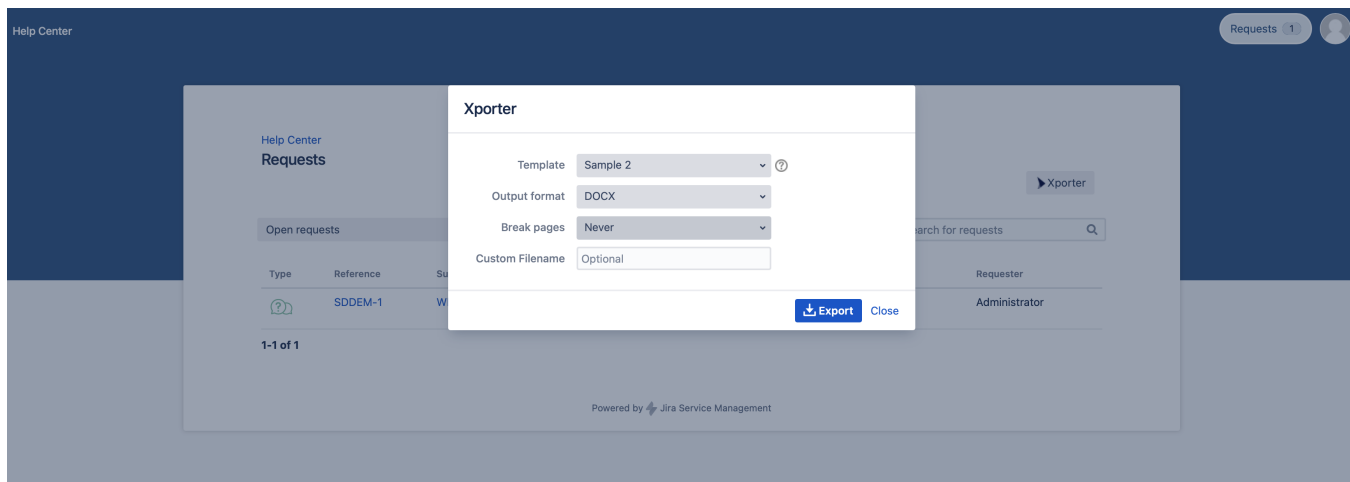 Help Center
Requests 1
Xporter
Help Center
Requests
Template Sample 2
Xporter
Output format DOCX
Open requests
Break pages Never
arch for requests
Custom Filename Optional
Type Reference Su Requester
SDDEM-1 W Administrator
Export Close
1-1 of 1
Powered by Jira Service Management